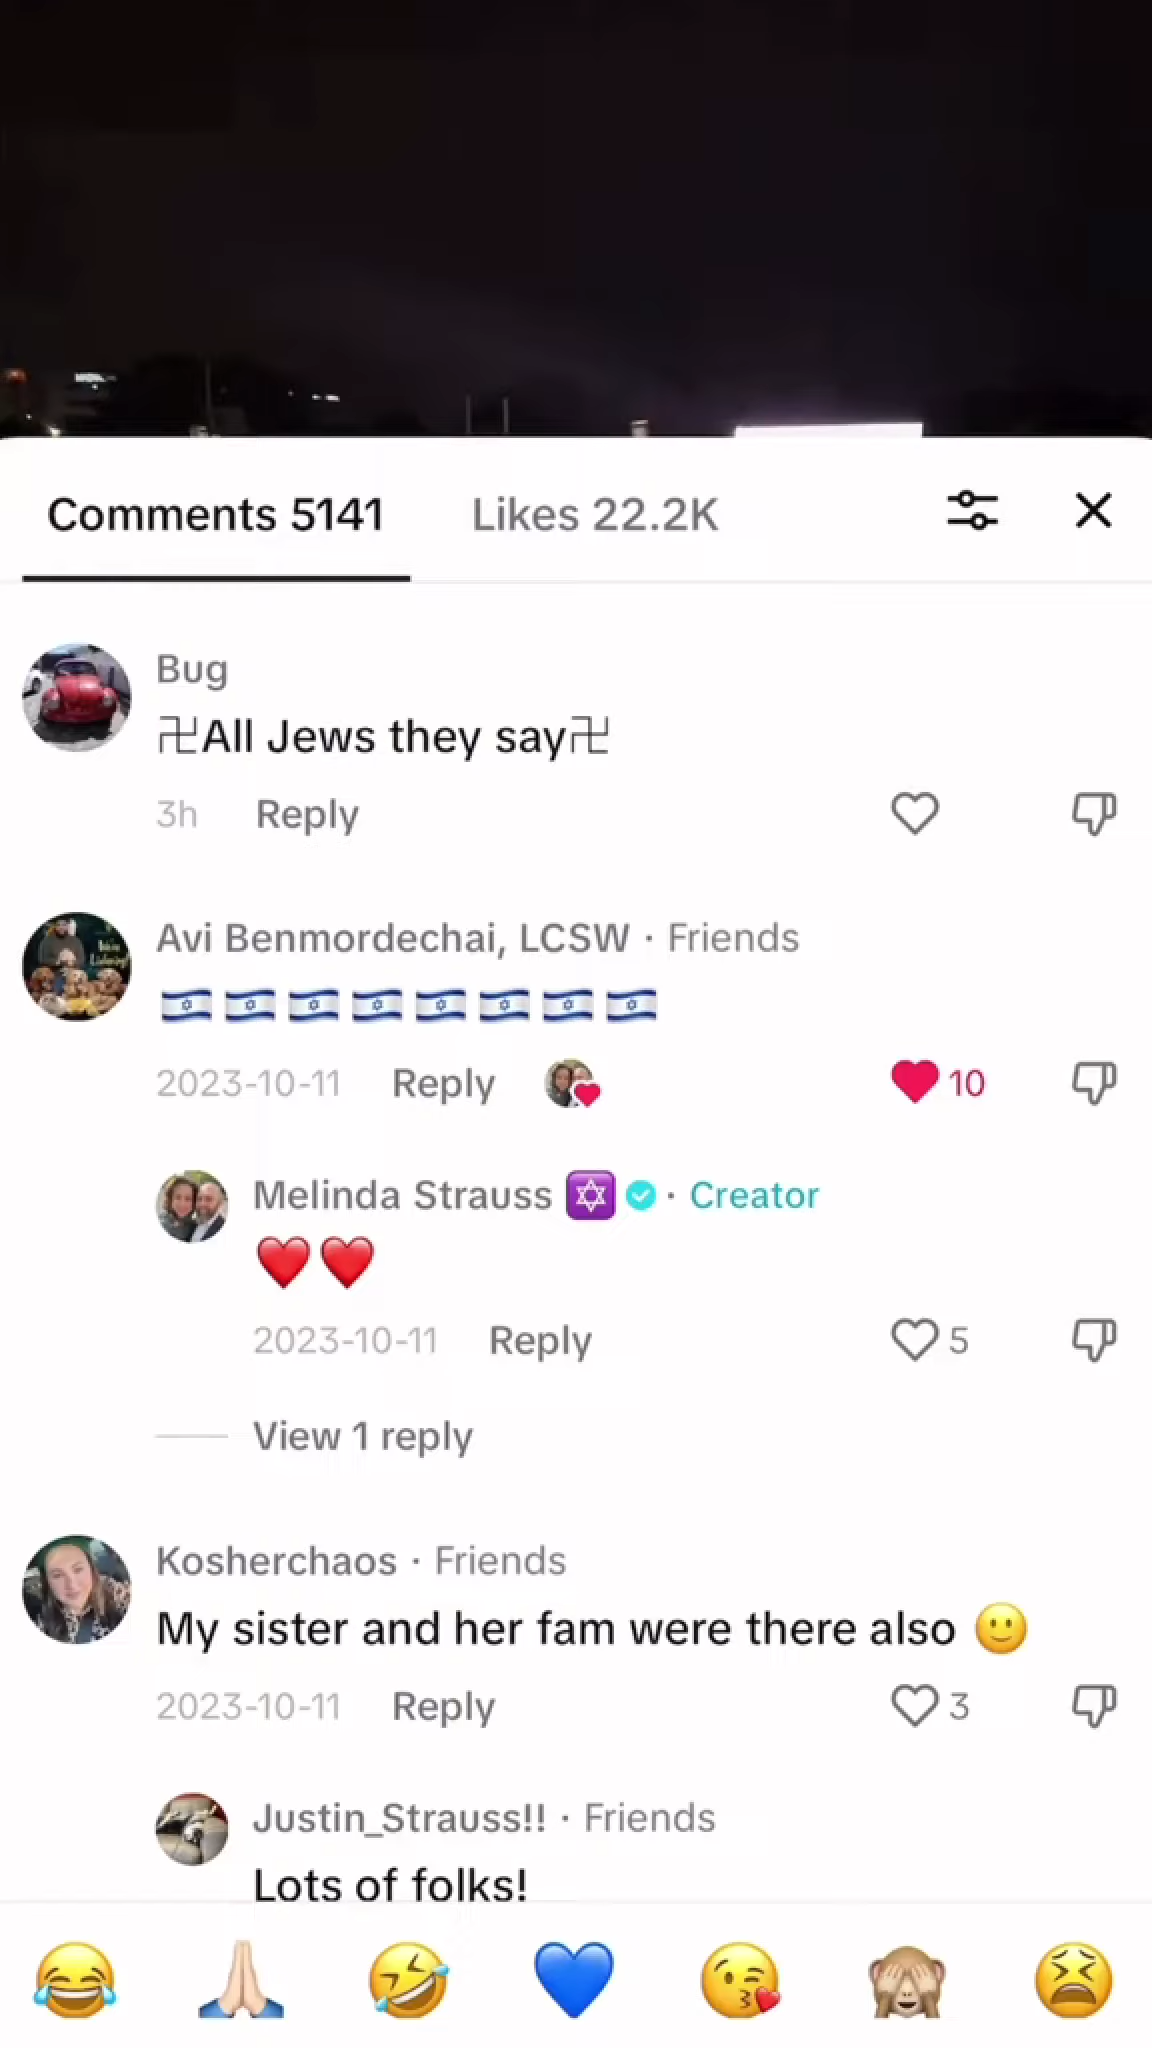 Comments 5141 Likes 22.2K
Bug
卍All Jews they say卍
3h Reply
Avi Benmordechai, LCSW · Friends
🇮🇱🇮🇱🇮🇱🇮🇱🇮🇱🇮🇱🇮🇱🇮🇱
2023-10-11 Reply 10
Melinda Strauss 🔯 · Creator
❤️❤️
2023-10-11 Reply 5
View 1 reply
Kosherchaos · Friends
My sister and her fam were there also 🙂
2023-10-11 Reply 3
Justin_Strauss!! · Friends
Lots of folks!
😂🙏🏻🤣💙😘🙈😫